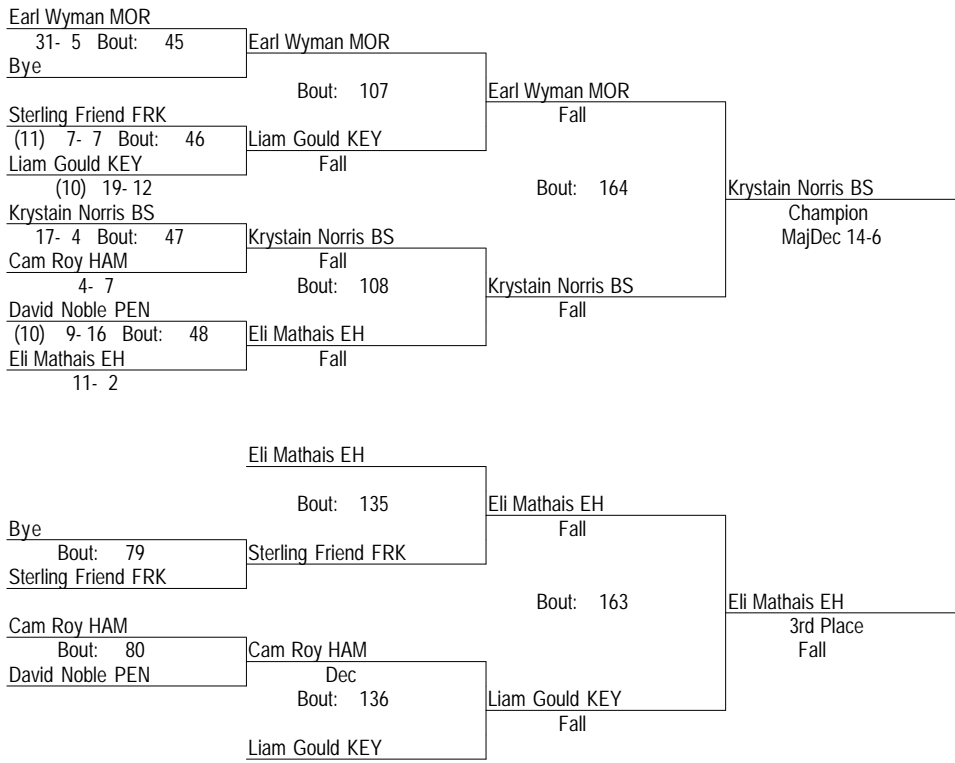 Earl Wyman MOR
31- 5 Bout: 45
Bye
Earl Wyman MOR
Bout: 107
Sterling Friend FRK
(11) 7- 7 Bout: 46
Liam Gould KEY
(10) 19- 12
Liam Gould KEY
Fall
Earl Wyman MOR
Fall
Bout: 164
Krystain Norris BS
17- 4 Bout: 47
Cam Roy HAM
4- 7
Krystain Norris BS
Fall
Bout: 108
David Noble PEN
(10) 9- 16 Bout: 48
Eli Mathais EH
11- 2
Eli Mathais EH
Fall
Krystain Norris BS
Fall
Krystain Norris BS
Champion
MajDec 14-6
Eli Mathais EH
Bout: 135
Bye
Bout: 79
Sterling Friend FRK
Sterling Friend FRK
Eli Mathais EH
Fall
Bout: 163
Cam Roy HAM
Bout: 80
David Noble PEN
Cam Roy HAM
Dec
Bout: 136
Liam Gould KEY
Liam Gould KEY
Fall
Eli Mathais EH
3rd Place
Fall